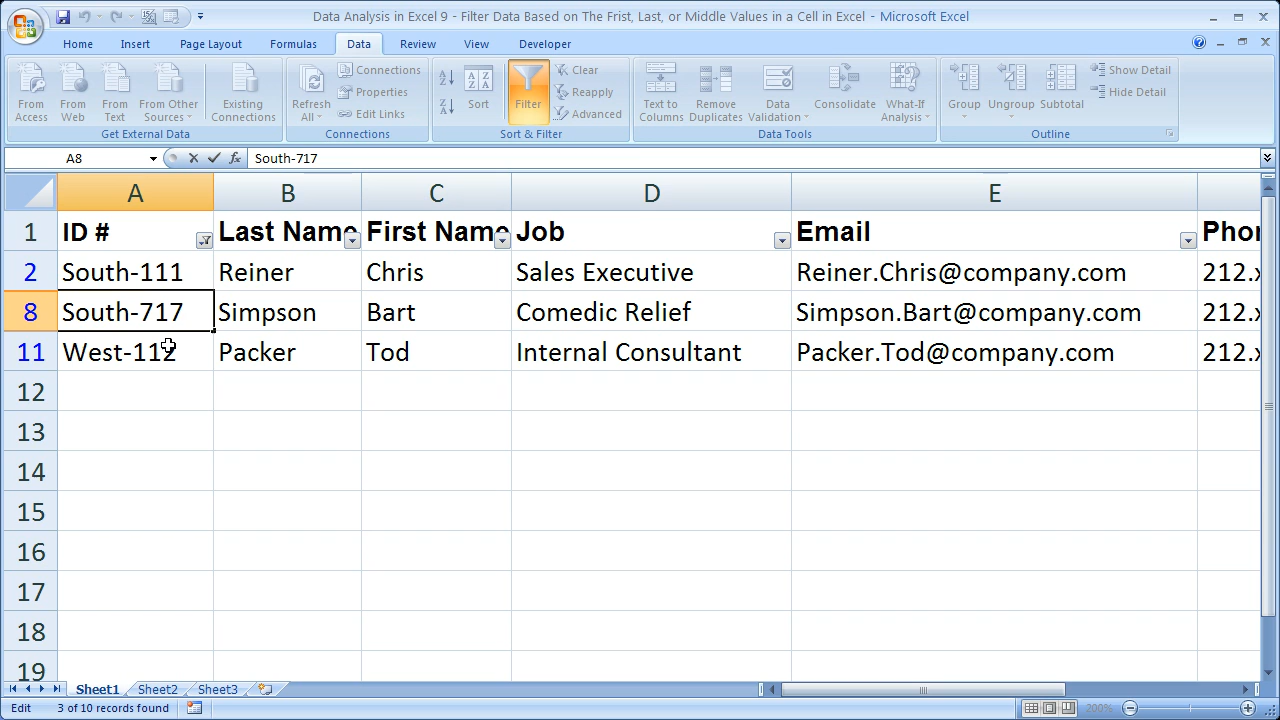 Data Analysis in Excel 9 - Filter Data Based on The Frist, Last, or Middle Values in a Cell in Excel - Microsoft Excel
Home Insert Page Layout Formulas Data Review View Developer
From Access
From Web
From Text
From Other Sources
Existing Connections
Get External Data
Refresh All
Connections
Properties
Edit Links
Connections
Sort
Filter
Clear
Reapply
Advanced
Sort & Filter
Text to Columns
Remove Duplicates
Data Validation
Consolidate
What-If Analysis
Data Tools
Group
Ungroup
Subtotal
Show Detail
Hide Detail
Outline
A8 fx South-717
A B C D E
1 ID # Last Name First Name Job Email Phon
2 South-111 Reiner Chris Sales Executive Reiner.Chris@company.com 212.x
8 South-717 Simpson Bart Comedic Relief Simpson.Bart@company.com 212.x
11 West-112 Packer Tod Internal Consultant Packer.Tod@company.com 212.x
12
13
14
15
16
17
18
19
Sheet1 Sheet2 Sheet3
Edit 3 of 10 records found 200%